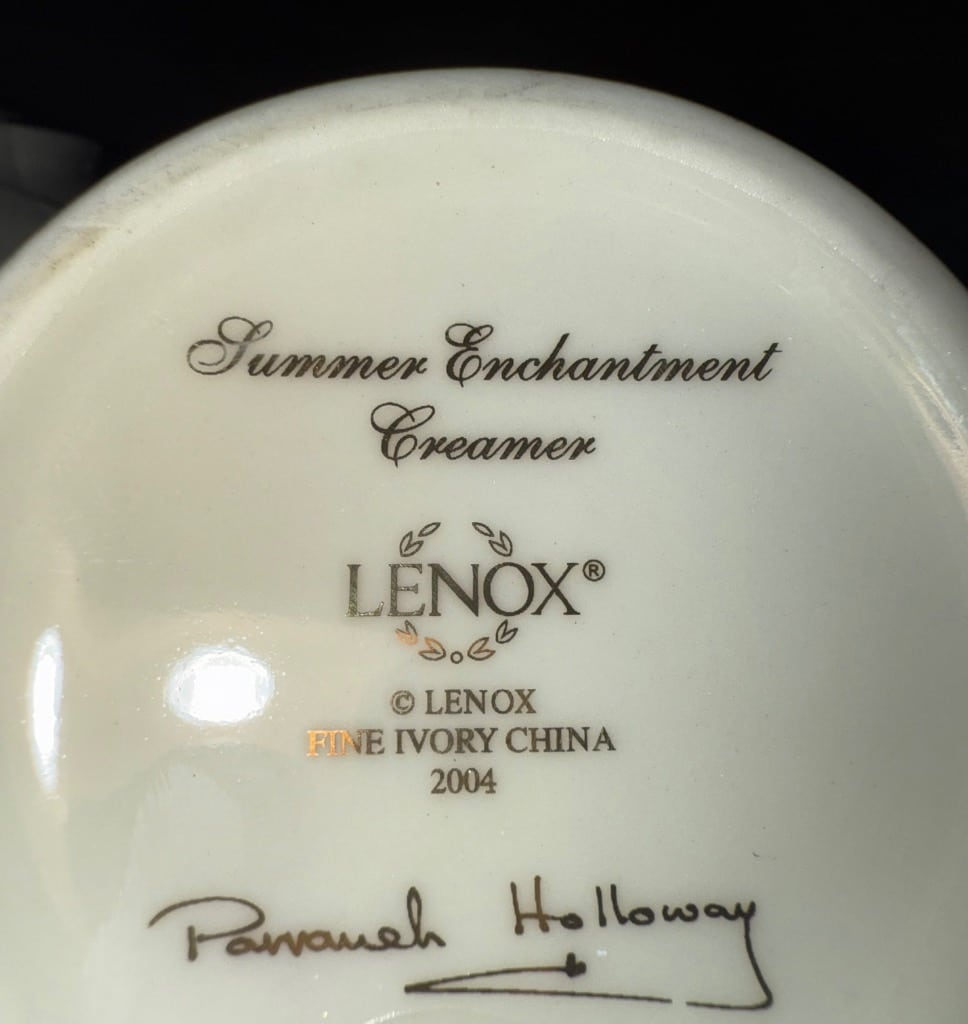 Summer Enchantment
Creamer
LENOX®
© LENOX
FINE IVORY CHINA
2004
Parvaneh Holloway